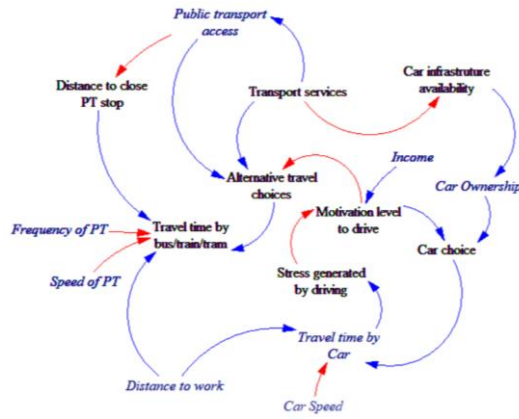 Public transport
access
Distance to close
PT stop
Transport services
Car infrastruture
availability
Alternative travel
choices
Income
Car Ownership
Frequency of PT
Travel time by
bus/train/tram
Motivation level
to drive
Car choice
Speed of PT
Stress generated
by driving
Travel time by
Car
Distance to work
Car Speed